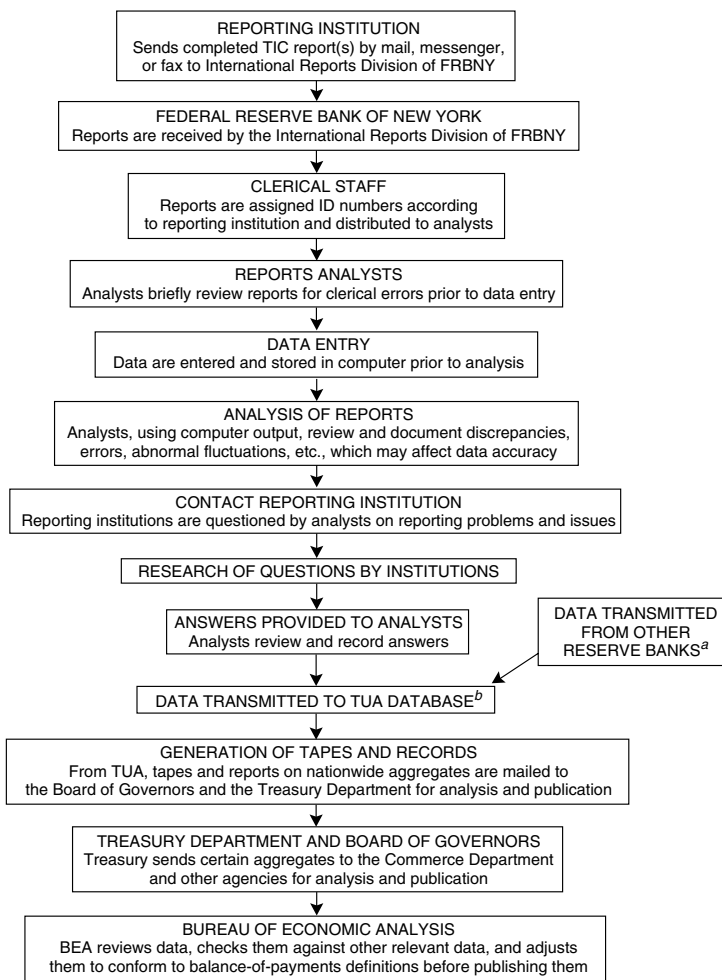 REPORTING INSTITUTION
Sends completed TIC report(s) by mail, messenger,
or fax to International Reports Division of FRBNY
FEDERAL RESERVE BANK OF NEW YORK
Reports are received by the International Reports Division of FRBNY
CLERICAL STAFF
Reports are assigned ID numbers according
to reporting institution and distributed to analysts
REPORTS ANALYSTS
Analysts briefly review reports for clerical errors prior to data entry
DATA ENTRY
Data are entered and stored in computer prior to analysis
ANALYSIS OF REPORTS
Analysts, using computer output, review and document discrepancies,
errors, abnormal fluctuations, etc., which may affect data accuracy
CONTACT REPORTING INSTITUTION
Reporting institutions are questioned by analysts on reporting problems and issues
RESEARCH OF QUESTIONS BY INSTITUTIONS
ANSWERS PROVIDED TO ANALYSTS
Analysts review and record answers
DATA TRANSMITTED
FROM OTHER
RESERVE BANKSa
DATA TRANSMITTED TO TUA DATABASEb
GENERATION OF TAPES AND RECORDS
From TUA, tapes and reports on nationwide aggregates are mailed to
the Board of Governors and the Treasury Department for analysis and publication
TREASURY DEPARTMENT AND BOARD OF GOVERNORS
Treasury sends certain aggregates to the Commerce Department
and other agencies for analysis and publication
BUREAU OF ECONOMIC ANALYSIS
BEA reviews data, checks them against other relevant data, and adjusts
them to conform to balance-of-payments definitions before publishing them